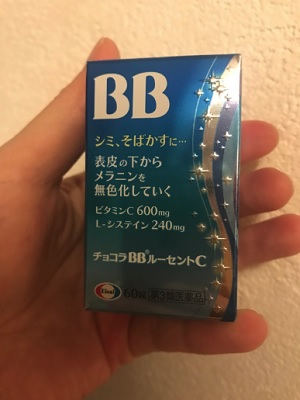 BB
シミ、そばかすに…
表皮の下から
メラニンを
無色化していく
ビタミンC 600mg
L-システイン 240mg
チョコラBB®ルーセントC
Eisai 60錠 第3類医薬品